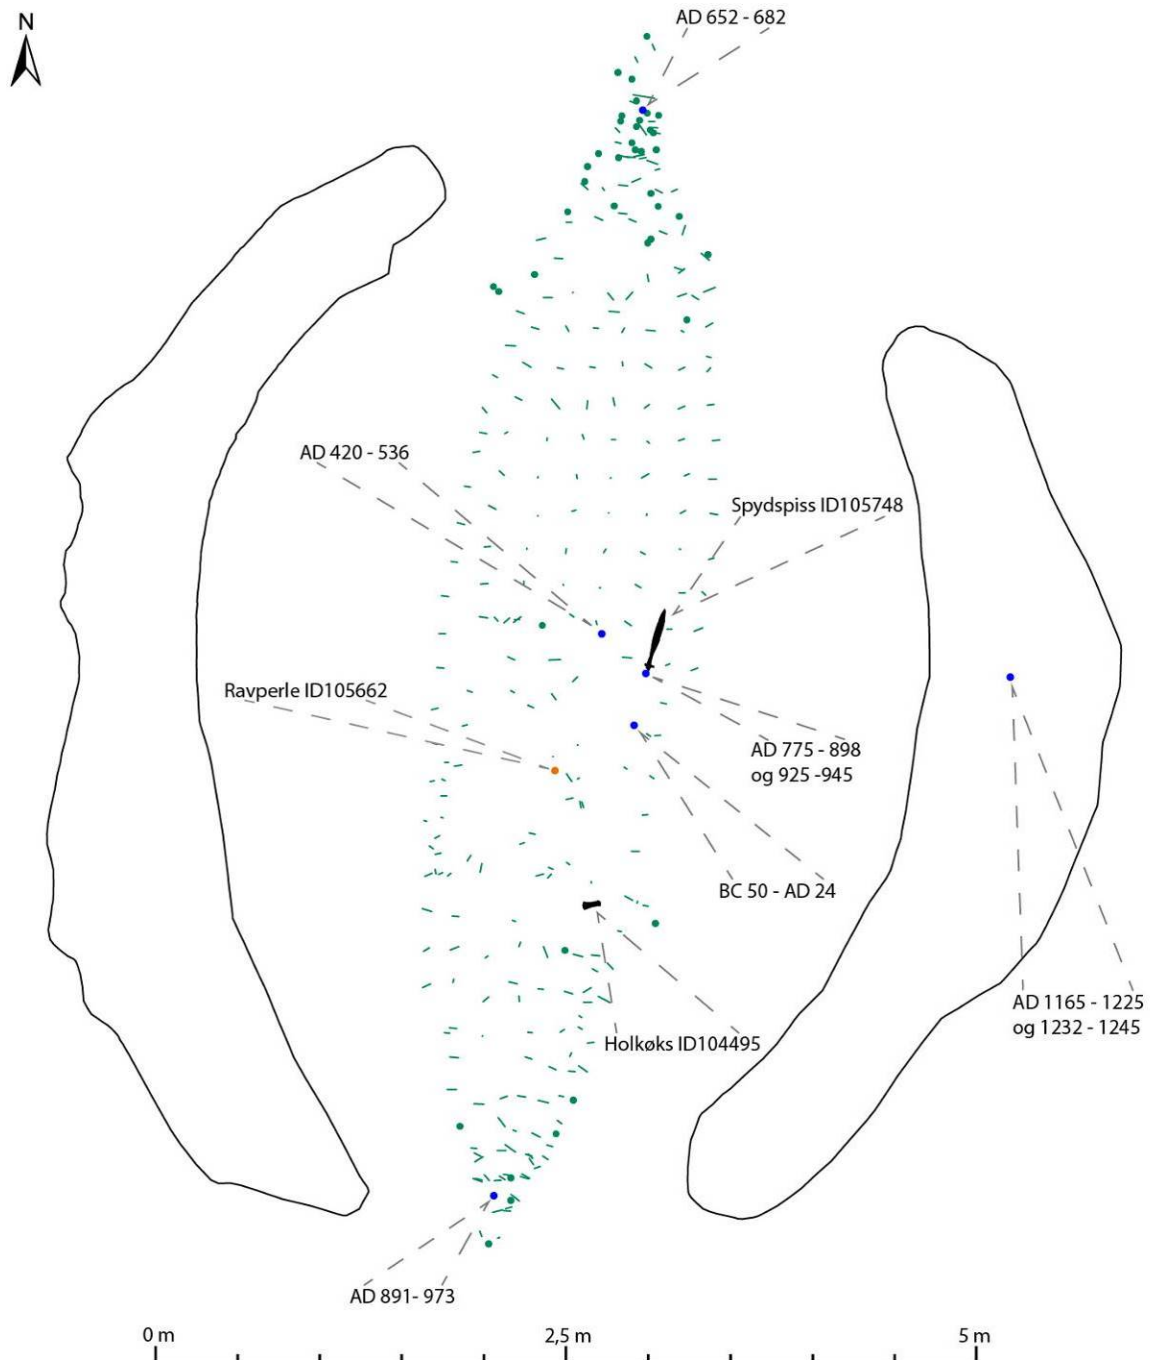 N
AD 652 - 682
AD 420 - 536
Spydspiss ID105748
Ravperle ID105662
AD 775 - 898
og 925 -945
BC 50 - AD 24
AD 1165 - 1225
og 1232 - 1245
Holkøks ID104495
AD 891- 973
0 m
2,5 m
5 m